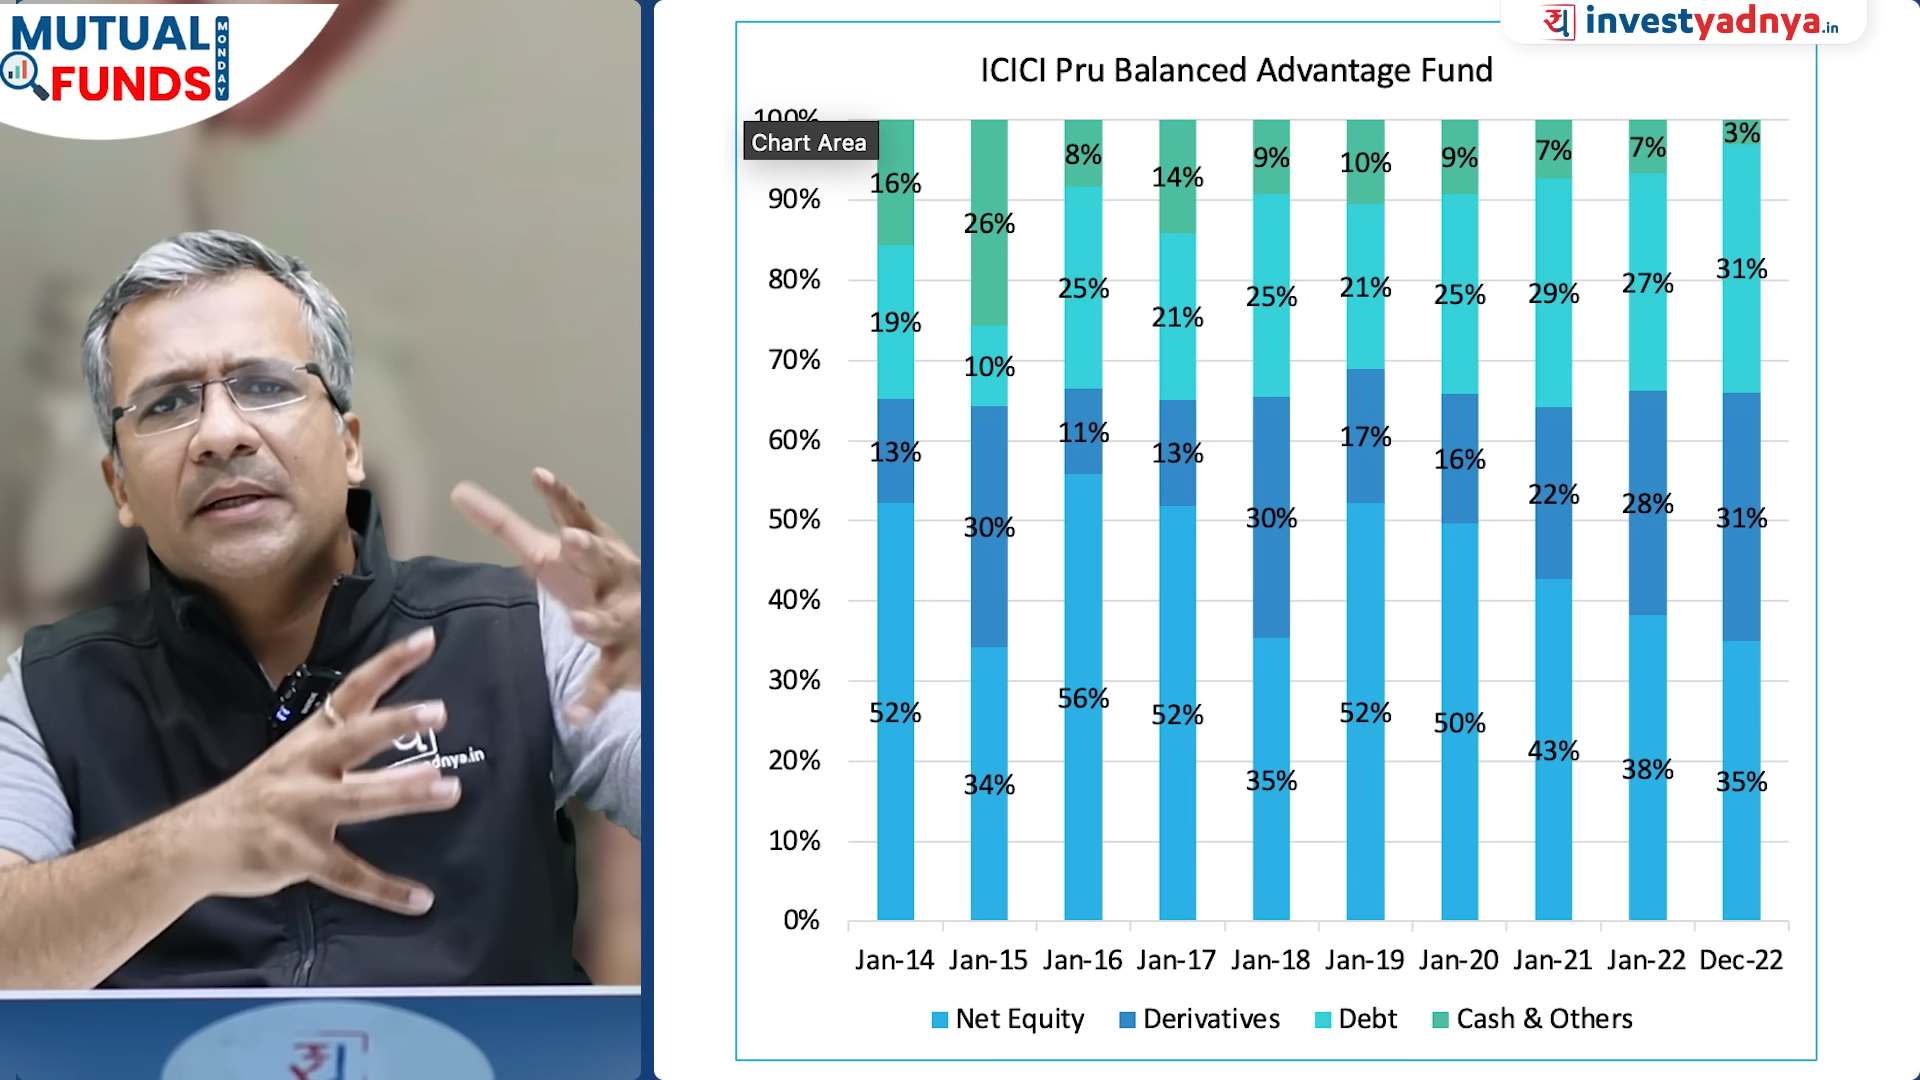 MUTUAL
FUNDS
MONDAY
investyadnya.in
ICICI Pru Balanced Advantage Fund
100%
Chart Area
90%
80%
70%
60%
50%
40%
30%
20%
10%
0%
16% 26% 8% 14% 9% 10% 9% 7% 7% 3%
19% 10% 25% 21% 25% 21% 25% 29% 27% 31%
13% 30% 11% 13% 30% 17% 16% 22% 28% 31%
52% 34% 56% 52% 35% 52% 50% 43% 38% 35%
Jan-14 Jan-15 Jan-16 Jan-17 Jan-18 Jan-19 Jan-20 Jan-21 Jan-22 Dec-22
Net Equity Derivatives Debt Cash & Others